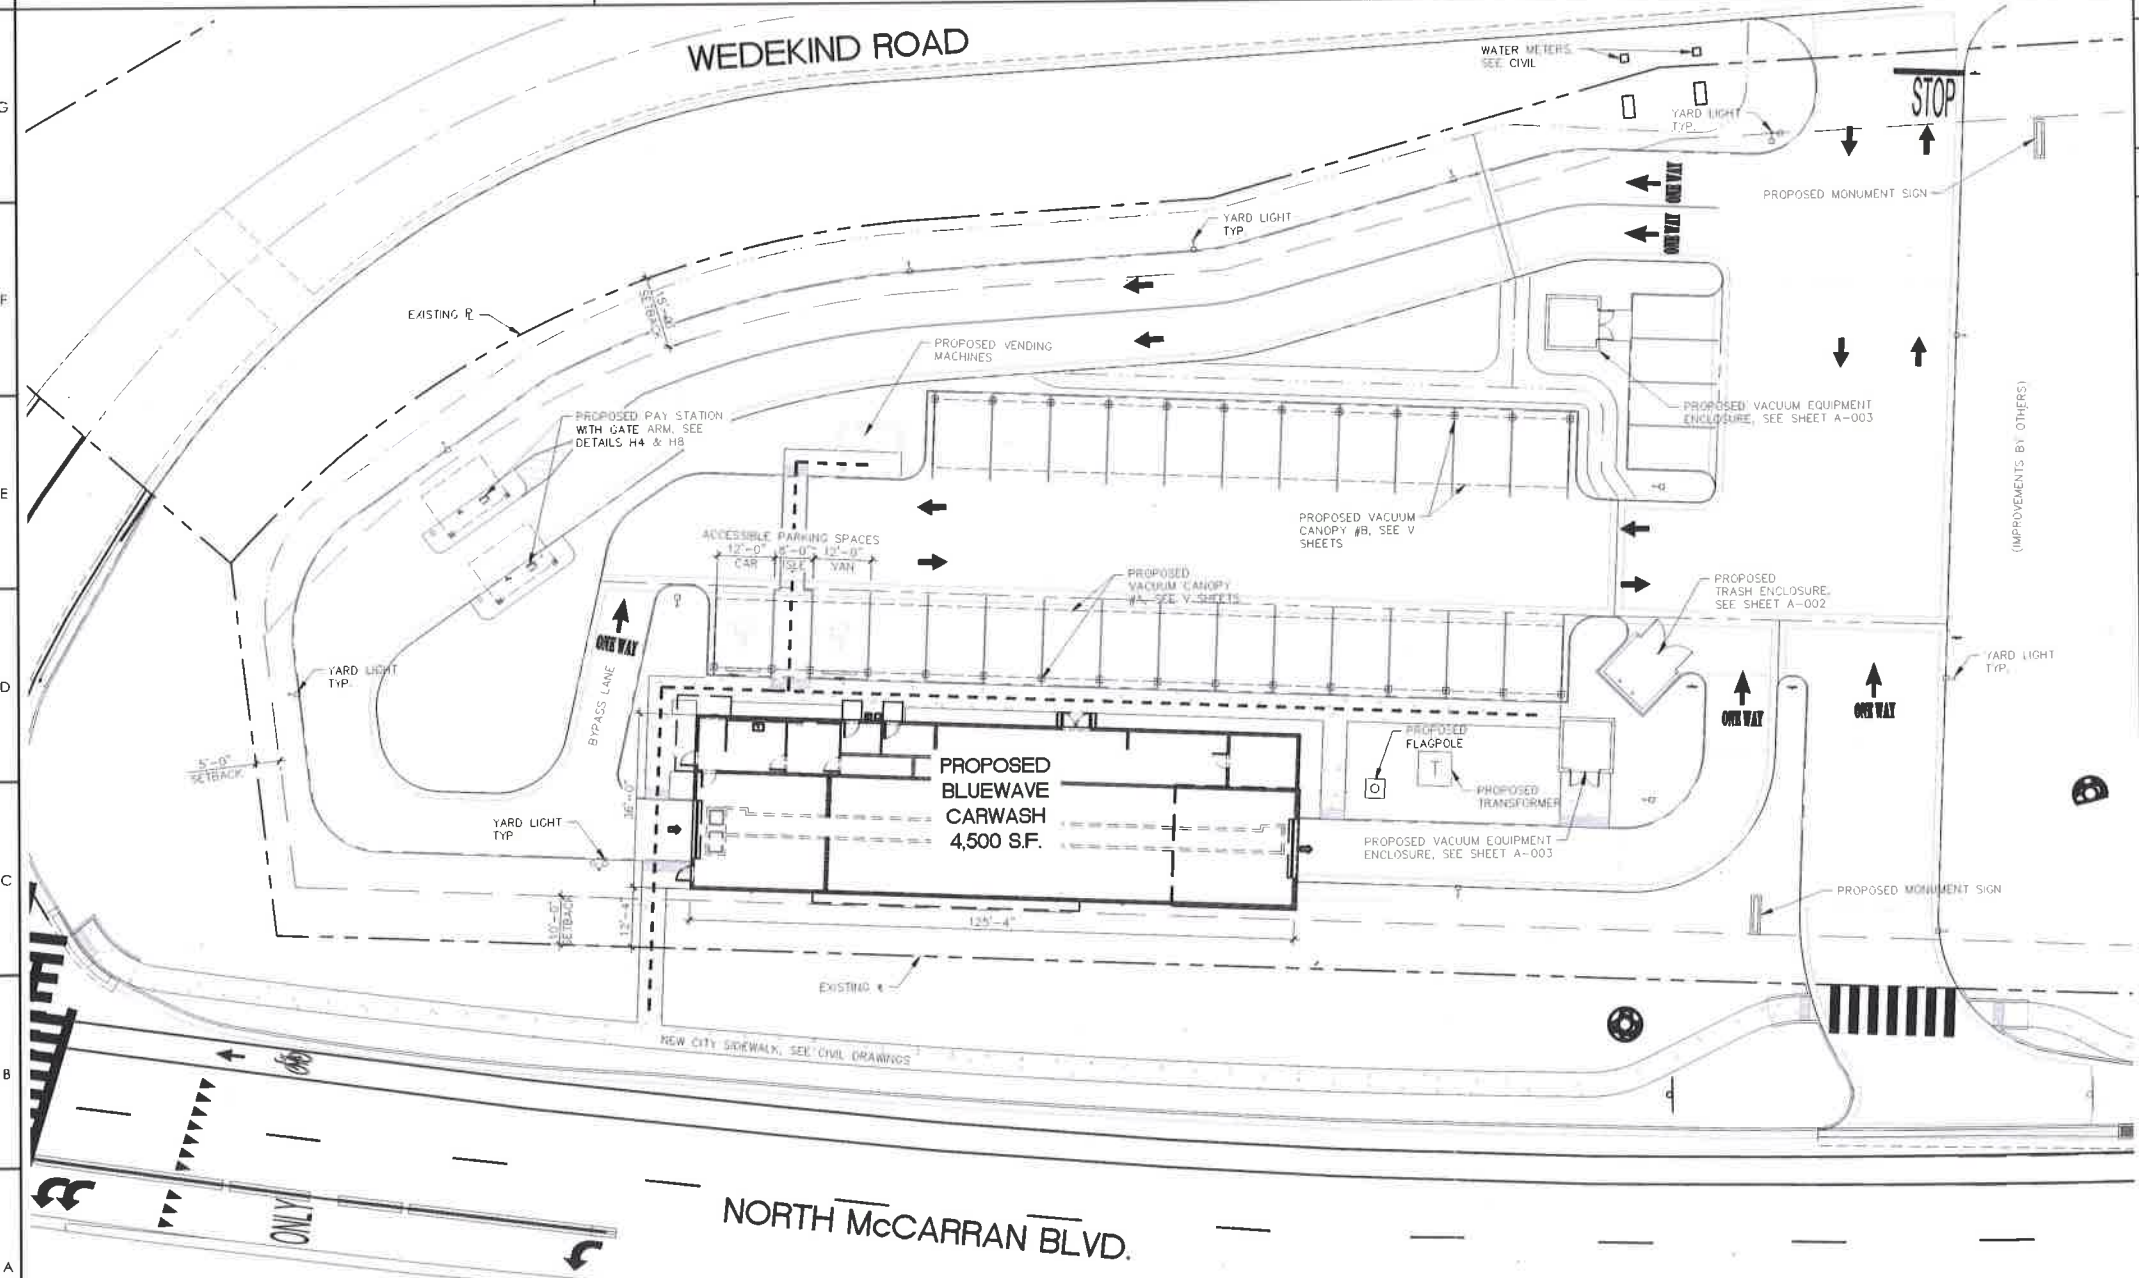 WEDEKIND ROAD
WATER METERS,
SEE CIVIL
STOP
G
YARD LIGHT
TYP.
ONE WAY
PROPOSED MONUMENT SIGN
YARD LIGHT
TYP.
ONE WAY
F
15'-0"
SETBACK
EXISTING PL
PROPOSED VENDING
MACHINES
PROPOSED PAY STATION
WITH GATE ARM, SEE
DETAILS H4 & H8
PROPOSED VACUUM EQUIPMENT
ENCLOSURE, SEE SHEET A-003
(IMPROVEMENTS BY OTHERS)
E
PROPOSED VACUUM
CANOPY #B, SEE V
SHEETS
ACCESSIBLE PARKING SPACES
12'-0" 8'-0" 12'-0"
CAR ISLE VAN
PROPOSED
VACUUM CANOPY
#A, SEE V SHEETS
PROPOSED
TRASH ENCLOSURE,
SEE SHEET A-002
ONE WAY
BYPASS LANE
YARD LIGHT
TYP.
D
YARD LIGHT
TYP.
ONE WAY
ONE WAY
PROPOSED
FLAGPOLE
T
PROPOSED
TRANSFORMER
5'-0"
SETBACK
PROPOSED
BLUEWAVE
CARWASH
4,500 S.F.
36'-0"
YARD LIGHT
TYP
PROPOSED VACUUM EQUIPMENT
ENCLOSURE, SEE SHEET A-003
C
PROPOSED MONUMENT SIGN
10'-0"
SETBACK
12'-4"
125'-4"
EXISTING
NEW CITY SIDEWALK, SEE CIVIL DRAWINGS
B
ONLY
NORTH McCARRAN BLVD.
A